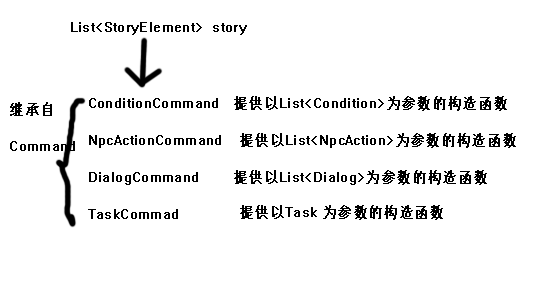 List<StoryElement> story
继承自
Command
ConditionCommand 提供以List<Condition>为参数的构造函数
NpcActionCommand 提供以List<NpcAction>为参数的构造函数
DialogCommand 提供以List<Dialog>为参数的构造函数
TaskCommad 提供以Task 为参数的构造函数